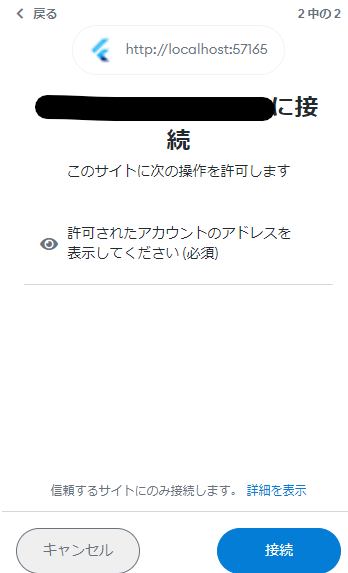 戻る
2 中の 2
http://localhost:57165
に接
続
このサイトに次の操作を許可します
許可されたアカウントのアドレスを
表示してください (必須)
信頼するサイトにのみ接続します。 詳細を表示
キャンセル
接続